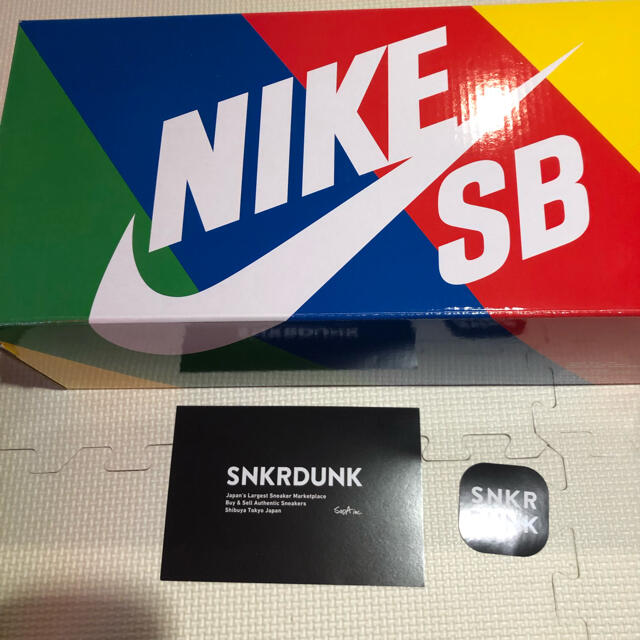 NIKE
SB
SNKRDUNK
Japan's Largest Sneaker Marketplace
Buy & Sell Authentic Sneakers
Shibuya Tokyo Japan
SNKR
DUNK